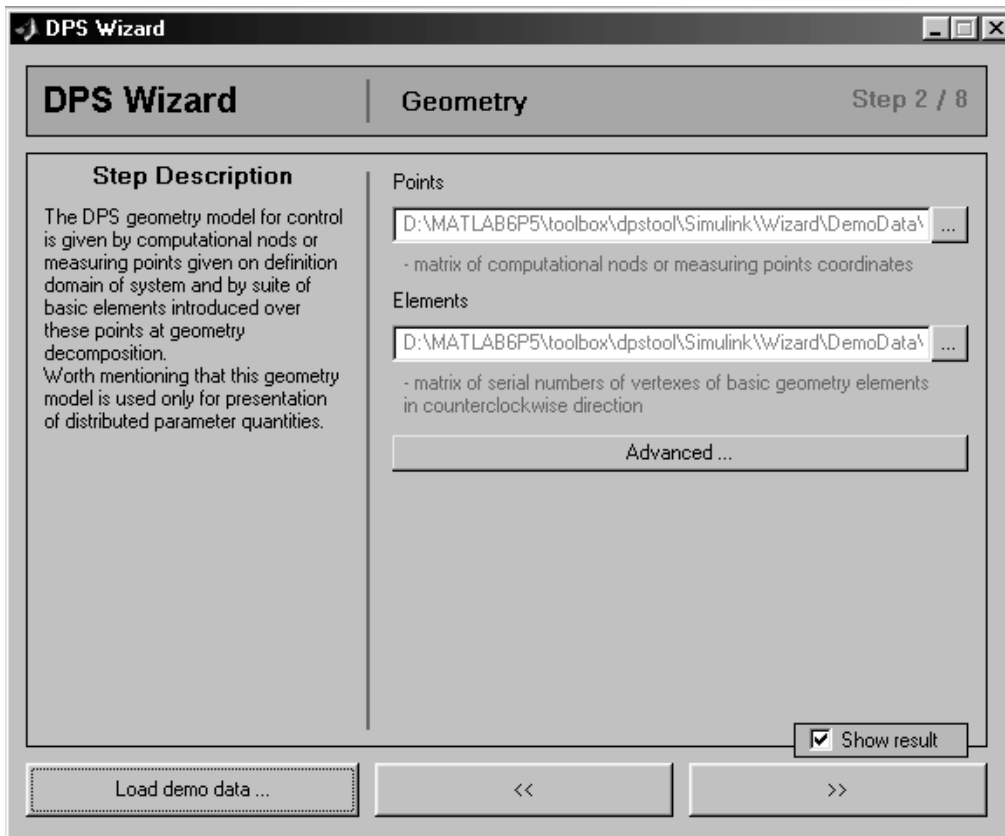 DPS Wizard
DPS Wizard
Geometry
Step 2 / 8
Step Description
The DPS geometry model for control
is given by computational nods or
measuring points given on definition
domain of system and by suite of
basic elements introduced over
these points at geometry
decomposition.
Worth mentioning that this geometry
model is used only for presentation
of distributed parameter quantities.
Points
D:\MATLAB6P5\toolbox\dpstool\Simulink\Wizard\DemoData\
...
- matrix of computational nods or measuring points coordinates
Elements
D:\MATLAB6P5\toolbox\dpstool\Simulink\Wizard\DemoData\
...
- matrix of serial numbers of vertexes of basic geometry elements
in counterclockwise direction
Advanced ...
Show result
Load demo data ...
<<
>>